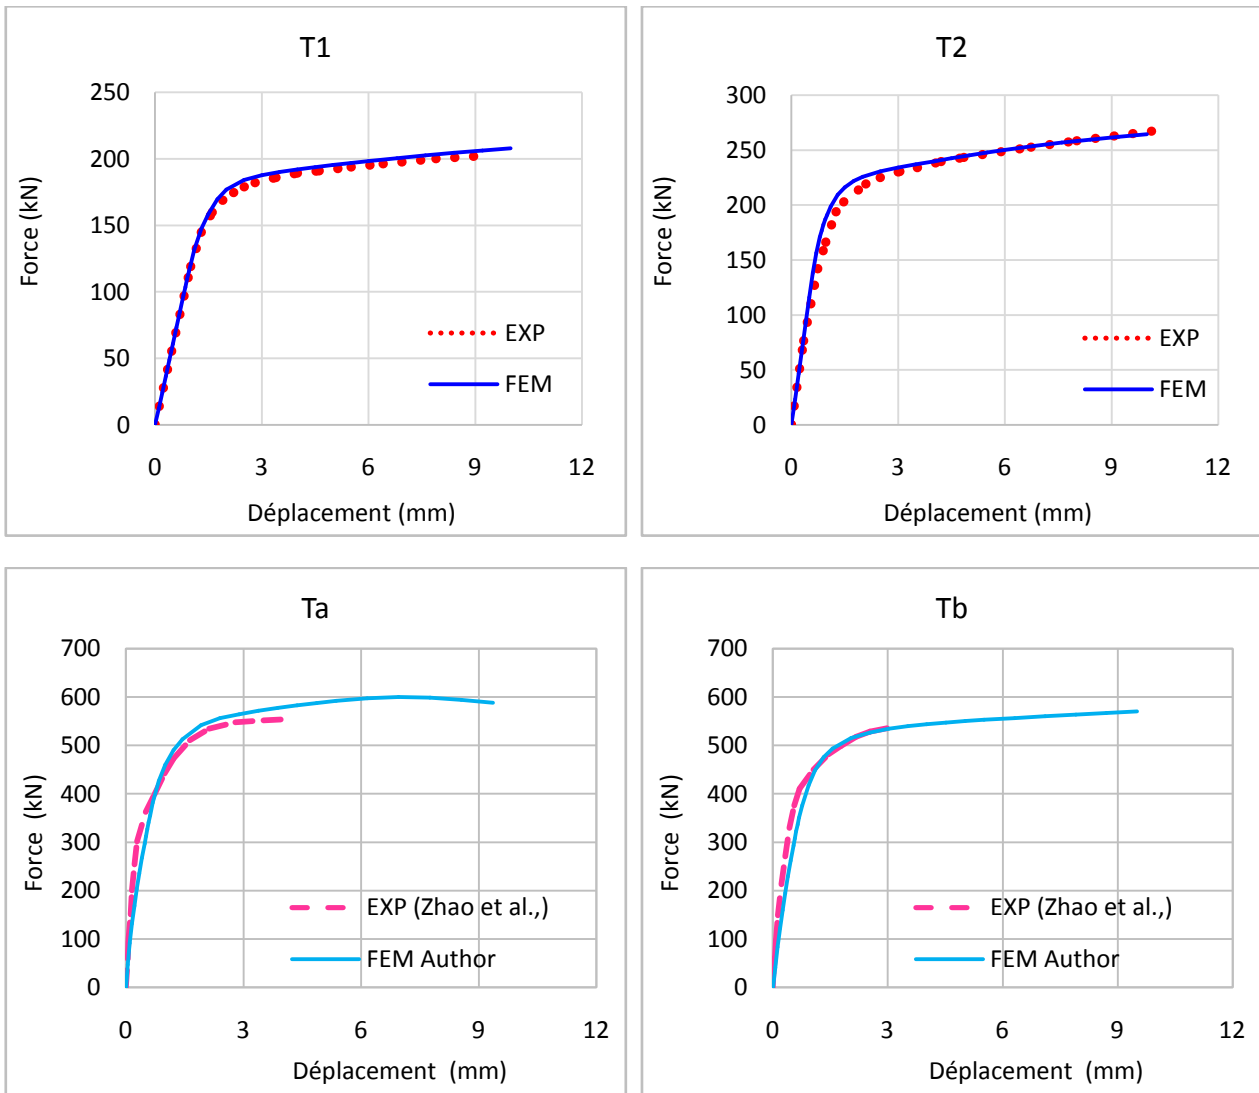 T1
250
200
150
100
50
0
Force (kN)
EXP
FEM
0 3 6 9 12
Déplacement (mm)
T2
300
250
200
150
100
50
0
Force (kN)
EXP
FEM
0 3 6 9 12
Déplacement (mm)
Ta
700
600
500
400
300
200
100
0
Force (kN)
EXP (Zhao et al.,)
FEM Author
0 3 6 9 12
Déplacement (mm)
Tb
700
600
500
400
300
200
100
0
Force (kN)
EXP (Zhao et al.,)
FEM Author
0 3 6 9 12
Déplacement (mm)